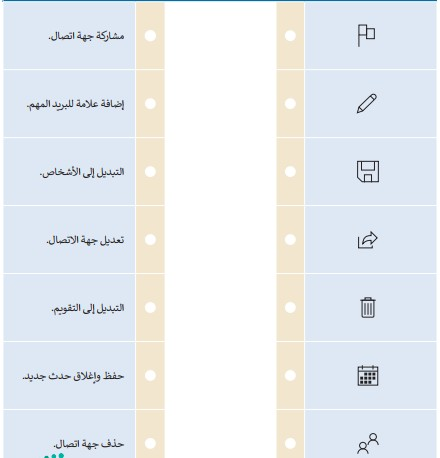 مشاركة جهة اتصال.
إضافة علامة للبريد المهم.
التبديل إلى الأشخاص.
تعديل جهة الاتصال.
التبديل إلى التقويم.
حفظ وإغلاق حدث جديد.
حذف جهة اتصال.